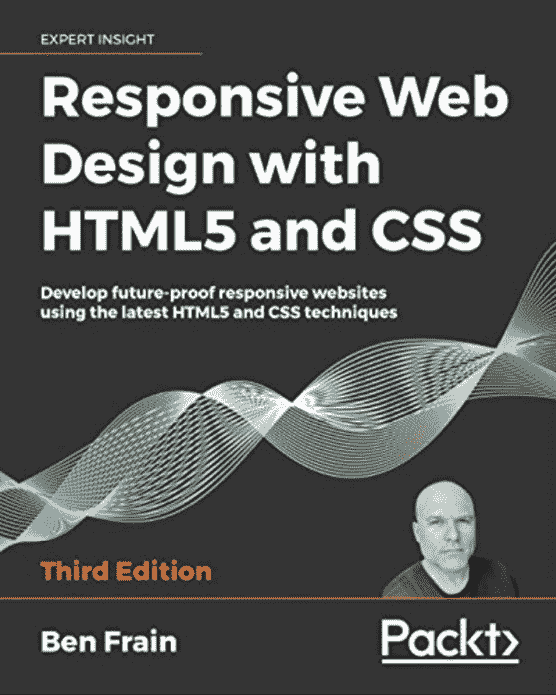 EXPERT INSIGHT
Responsive Web
Design with
HTML5 and CSS
Develop future-proof responsive websites
using the latest HTML5 and CSS techniques
Third Edition
Ben Frain
Packt>